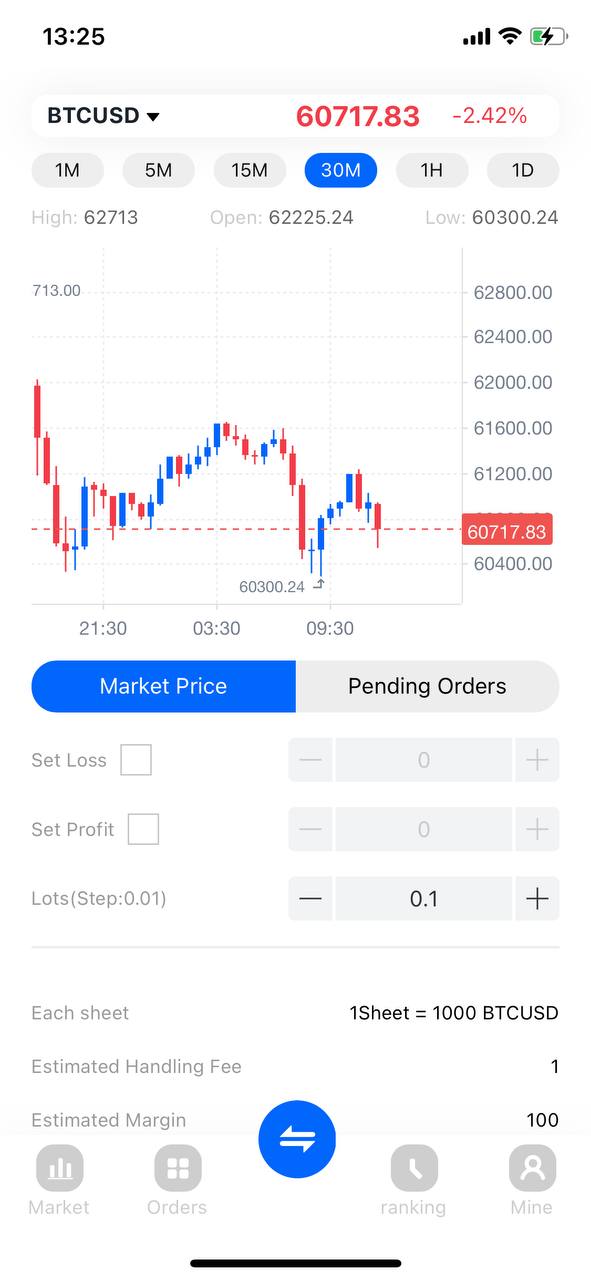 13:25
BTCUSD 60717.83 -2.42%
1M 5M 15M 30M 1H 1D
High: 62713 Open: 62225.24 Low: 60300.24
713.00
62800.00
62400.00
62000.00
61600.00
61200.00
60717.83
60400.00
60300.24
21:30 03:30 09:30
Market Price Pending Orders
Set Loss 0
Set Profit 0
Lots(Step:0.01) 0.1
Each sheet 1Sheet = 1000 BTCUSD
Estimated Handling Fee 1
Estimated Margin 100
Market Orders ranking Mine